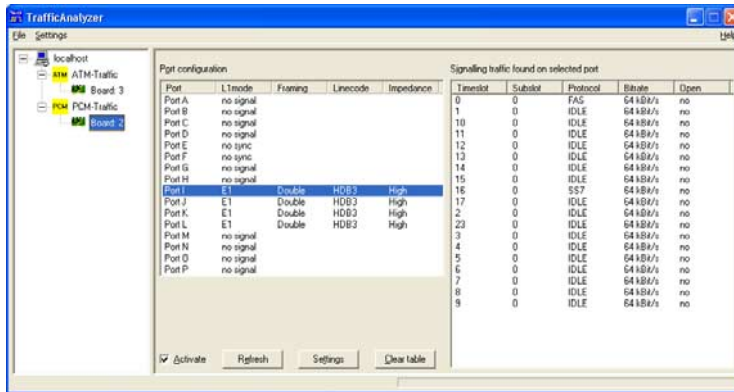 TrafficAnalyzer
File Settings Help
localhost
ATM ATM-Traffic
Board: 3
PCM PCM-Traffic
Board: 2
Port configuration
Port L1mode Framing Linecode Impedance
Port A no signal
Port B no signal
Port C no signal
Port D no signal
Port E no sync
Port F no sync
Port G no signal
Port H no signal
Port I E1 Double HDB3 High
Port J E1 Double HDB3 High
Port K E1 Double HDB3 High
Port L E1 Double HDB3 High
Port M no signal
Port N no signal
Port O no signal
Port P no signal
Activate Refresh Settings Clear table
Signalling traffic found on selected port
Timeslot Subslot Protocol Bitrate Open
0 0 FAS 64 kBit/s no
1 0 IDLE 64 kBit/s no
10 0 IDLE 64 kBit/s no
11 0 IDLE 64 kBit/s no
12 0 IDLE 64 kBit/s no
13 0 IDLE 64 kBit/s no
14 0 IDLE 64 kBit/s no
15 0 IDLE 64 kBit/s no
16 0 SS7 64 kBit/s no
17 0 IDLE 64 kBit/s no
2 0 IDLE 64 kBit/s no
23 0 IDLE 64 kBit/s no
3 0 IDLE 64 kBit/s no
4 0 IDLE 64 kBit/s no
5 0 IDLE 64 kBit/s no
6 0 IDLE 64 kBit/s no
7 0 IDLE 64 kBit/s no
8 0 IDLE 64 kBit/s no
9 0 IDLE 64 kBit/s no